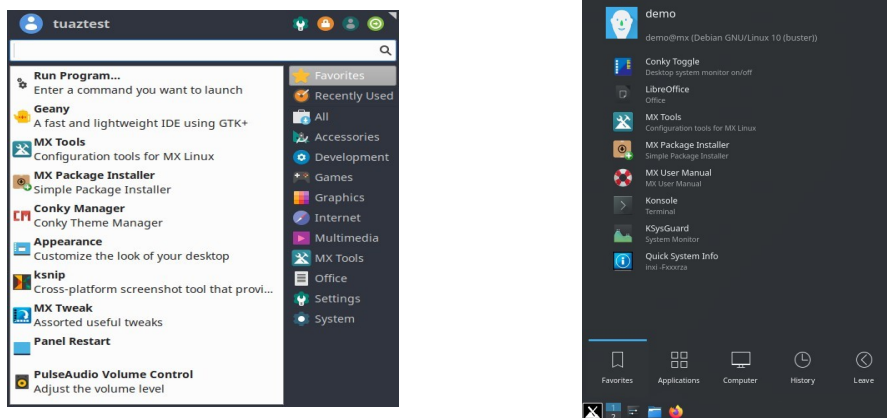 tuaztest
Run Program...
Enter a command you want to launch
Geany
A fast and lightweight IDE using GTK+
MX Tools
Configuration tools for MX Linux
MX Package Installer
Simple Package Installer
Conky Manager
Conky Theme Manager
Appearance
Customize the look of your desktop
ksnip
Cross-platform screenshot tool that provi...
MX Tweak
Assorted useful tweaks
Panel Restart
PulseAudio Volume Control
Adjust the volume level
Favorites
Recently Used
All
Accessories
Development
Games
Graphics
Internet
Multimedia
MX Tools
Office
Settings
System
demo
demo@mx (Debian GNU/Linux 10 (buster))
Conky Toggle
Desktop system monitor on/off
LibreOffice
Office
MX Tools
Configuration tools for MX Linux
MX Package Installer
Simple Package Installer
MX User Manual
MX User Manual
Konsole
Terminal
KSysGuard
System Monitor
Quick System Info
inxi -Fxxxrza
Favorites
Applications
Computer
History
Leave
1
2